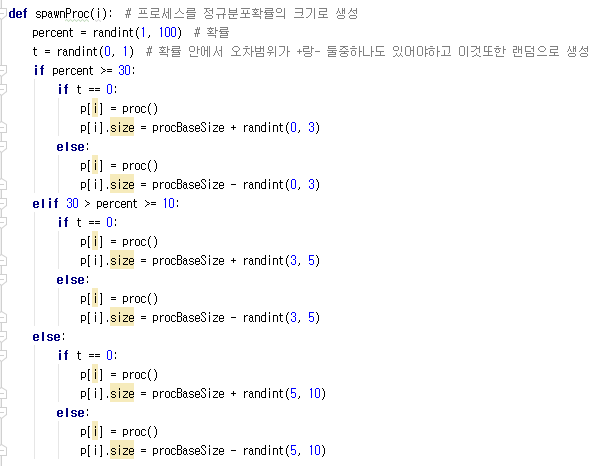 def spawnProc(i):  # 프로세스를 정규분포확률의 크기로 생성
    percent = randint(1, 100)  # 확률
    t = randint(0, 1)  # 확률 안에서 오차범위가 +랑- 둘중하나도 있어야하고 이것또한 랜덤으로 생성
    if percent >= 30:
        if t == 0:
            p[i] = proc()
            p[i].size = procBaseSize + randint(0, 3)
        else:
            p[i] = proc()
            p[i].size = procBaseSize - randint(0, 3)
    elif 30 > percent >= 10:
        if t == 0:
            p[i] = proc()
            p[i].size = procBaseSize + randint(3, 5)
        else:
            p[i] = proc()
            p[i].size = procBaseSize - randint(3, 5)
    else:
        if t == 0:
            p[i] = proc()
            p[i].size = procBaseSize + randint(5, 10)
        else:
            p[i] = proc()
            p[i].size = procBaseSize - randint(5, 10)